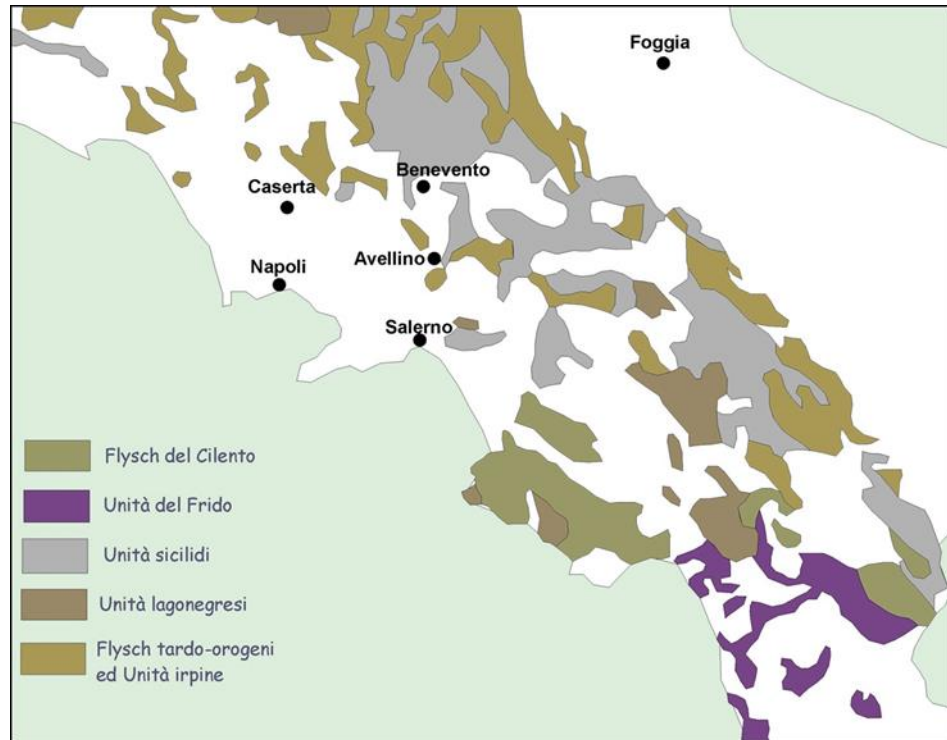 Foggia
Benevento
Caserta
Avellino
Napoli
Salerno
Flysch del Cilento
Unità del Frido
Unità sicilidi
Unità lagonegresi
Flysch tardo-orogeni
ed Unità irpine